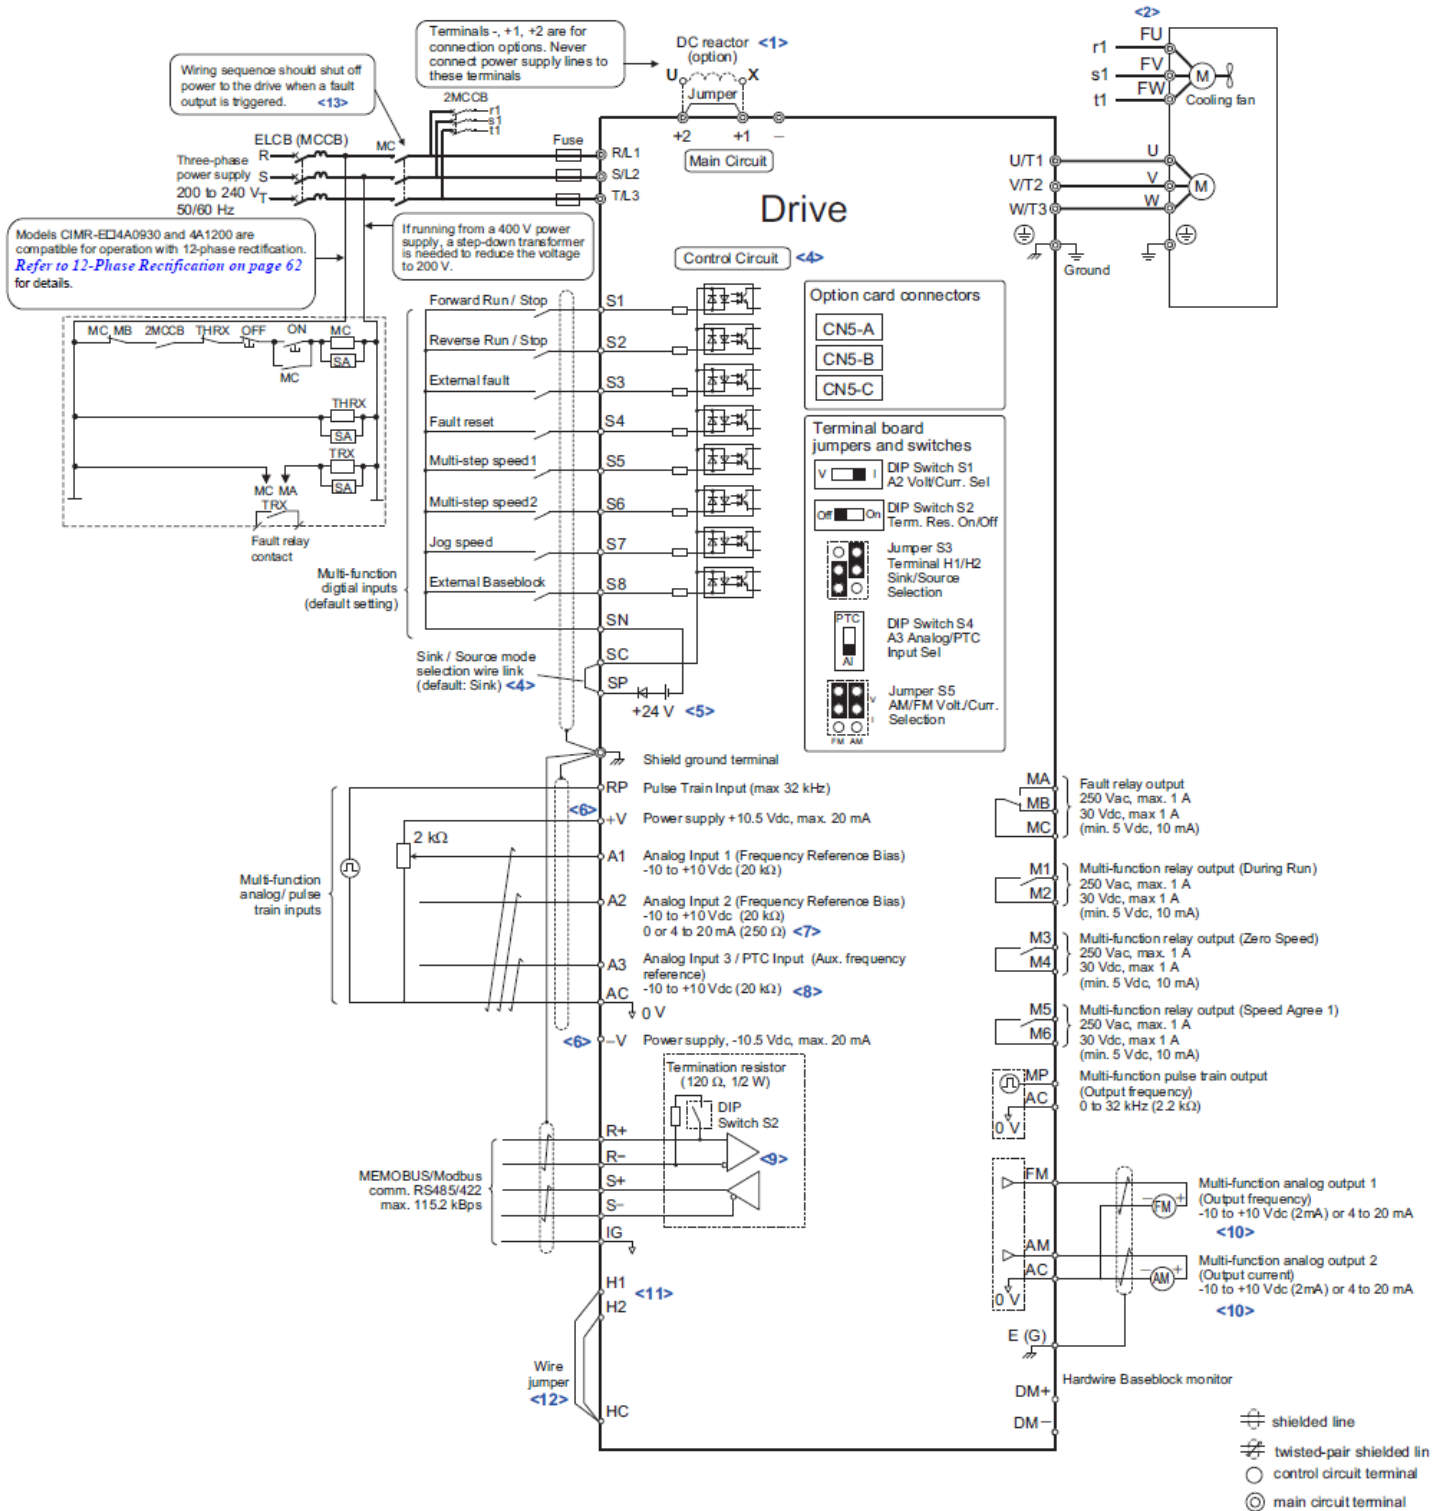 <2>
FU
r1
FV
s1
M
FW
t1
Cooling fan
Terminals -, +1, +2 are for
connection options. Never
connect power supply lines to
these terminals
DC reactor <1>
(option)
U X
Jumper
+2 +1 –
Main Circuit
Wiring sequence should shut off
power to the drive when a fault
output is triggered. <13>
2MCCB
r1
s1
t1
ELCB (MCCB)
MC
Fuse
R
Three-phase
power supply S
200 to 240 V T
50/60 Hz
R/L1
S/L2
T/L3
Drive
U/T1
V/T2
W/T3
U
V
W
M
Ground
Models CIMR-E□4A0930 and 4A1200 are
compatible for operation with 12-phase rectification.
Refer to 12-Phase Rectification on page 62
for details.
If running from a 400 V power
supply, a step-down transformer
is needed to reduce the voltage
to 200 V.
Control Circuit <4>
MC MB 2MCCB THRX OFF ON MC
SA
MC
THRX
SA
TRX
SA
MC MA
TRX
Fault relay
contact
Multi-function
digtial inputs
(default setting)
Forward Run / Stop S1
Reverse Run / Stop S2
External fault S3
Fault reset S4
Multi-step speed1 S5
Multi-step speed2 S6
Jog speed S7
External Baseblock S8
SN
SC
SP
Sink / Source mode
selection wire link
(default: Sink) <4>
+24 V <5>
Option card connectors
CN5-A
CN5-B
CN5-C
Terminal board
jumpers and switches
V I
DIP Switch S1
A2 Volt/Curr. Sel
Off On
DIP Switch S2
Term. Res. On/Off
Jumper S3
Terminal H1/H2
Sink/Source
Selection
PTC
AI
DIP Switch S4
A3 Analog/PTC
Input Sel
V
I
FM AM
Jumper S5
AM/FM Volt./Curr.
Selection
Shield ground terminal
Multi-function
analog/ pulse
train inputs
2 kΩ
RP Pulse Train Input (max 32 kHz)
<6>
+V Power supply +10.5 Vdc, max. 20 mA
A1 Analog Input 1 (Frequency Reference Bias)
-10 to +10 Vdc (20 kΩ)
A2 Analog Input 2 (Frequency Reference Bias)
-10 to +10 Vdc (20 kΩ)
0 or 4 to 20 mA (250 Ω) <7>
A3 Analog Input 3 / PTC Input (Aux. frequency
reference)
-10 to +10 Vdc (20 kΩ) <8>
AC
0 V
<6> –V Power supply, -10.5 Vdc, max. 20 mA
Termination resistor
(120 Ω, 1/2 W)
DIP
Switch S2
<9>
MEMOBUS/Modbus
comm. RS485/422
max. 115.2 kBps
R+
R–
S+
S–
IG
H1
<11>
H2
Wire
jumper
<12>
HC
MA
MB
MC
Fault relay output
250 Vac, max. 1 A
30 Vdc, max 1 A
(min. 5 Vdc, 10 mA)
M1
M2
Multi-function relay output (During Run)
250 Vac, max. 1 A
30 Vdc, max 1 A
(min. 5 Vdc, 10 mA)
M3
M4
Multi-function relay output (Zero Speed)
250 Vac, max. 1 A
30 Vdc, max 1 A
(min. 5 Vdc, 10 mA)
M5
M6
Multi-function relay output (Speed Agree 1)
250 Vac, max. 1 A
30 Vdc, max 1 A
(min. 5 Vdc, 10 mA)
MP
AC
0 V
Multi-function pulse train output
(Output frequency)
0 to 32 kHz (2.2 kΩ)
FM
– FM +
Multi-function analog output 1
(Output frequency)
-10 to +10 Vdc (2mA) or 4 to 20 mA
<10>
AM
AC
0 V
– AM +
Multi-function analog output 2
(Output current)
-10 to +10 Vdc (2mA) or 4 to 20 mA
<10>
E (G)
Hardwire Baseblock monitor
DM+
DM–
shielded line
twisted-pair shielded lin
control circuit terminal
main circuit terminal